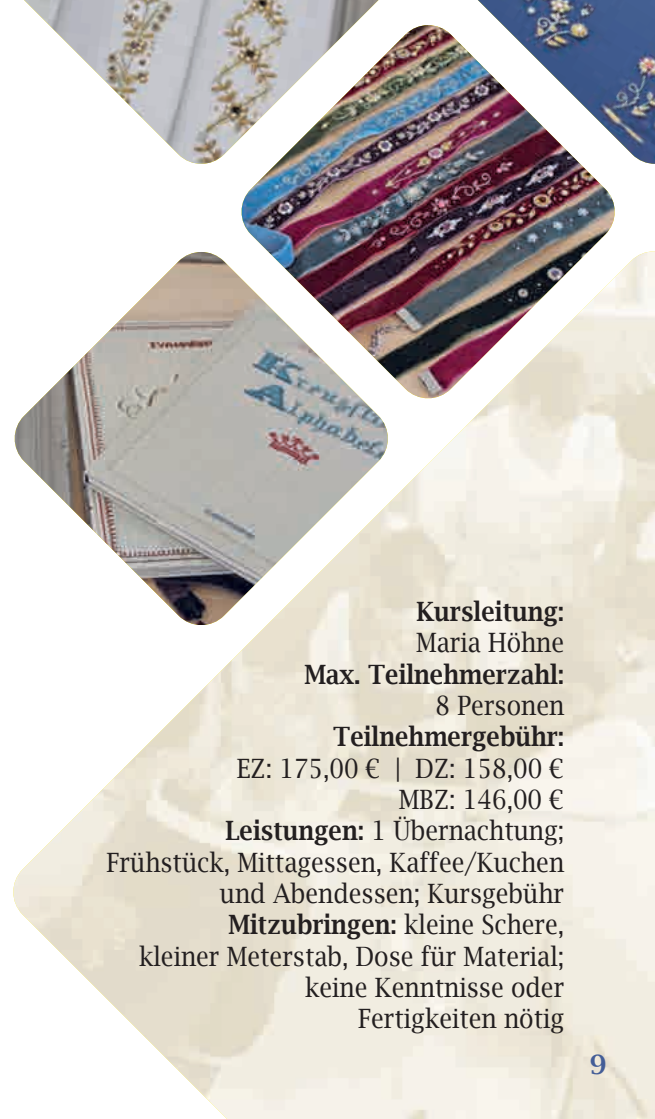 Kursleitung:
Maria Höhne
Max. Teilnehmerzahl:
8 Personen
Teilnehmergebühr:
EZ: 175,00 € | DZ: 158,00 €
MBZ: 146,00 €
Leistungen: 1 Übernachtung;
Frühstück, Mittagessen, Kaffee/Kuchen
und Abendessen; Kursgebühr
Mitzubringen: kleine Schere,
kleiner Meterstab, Dose für Material;
keine Kenntnisse oder
Fertigkeiten nötig
9